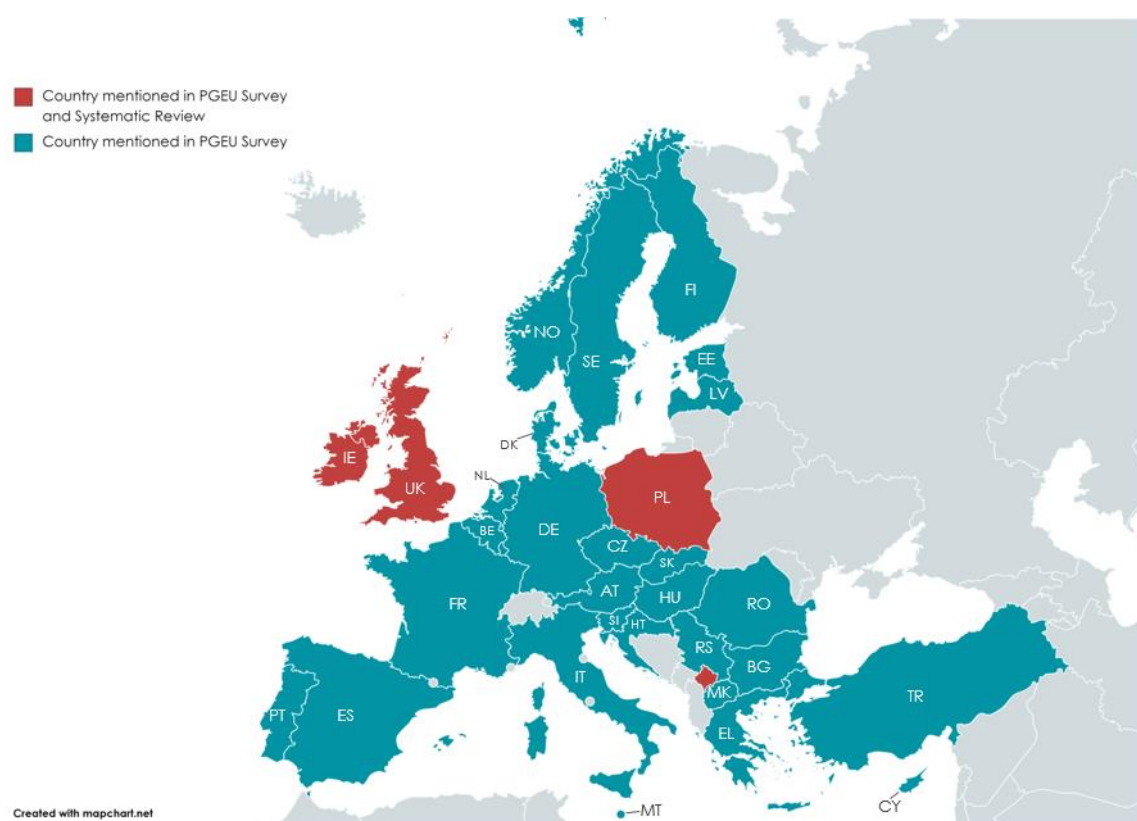 Country mentioned in PGEU Survey
and Systematic Review
Country mentioned in PGEU Survey
FI
NO
SE
EE
LV
DK
IE
UK
NL
PL
BE
DE
CZ
SK
FR
AT
HU
RO
SI
HT
RS
BG
IT
MK
TR
PT
ES
EL
CY
MT
Created with mapchart.net